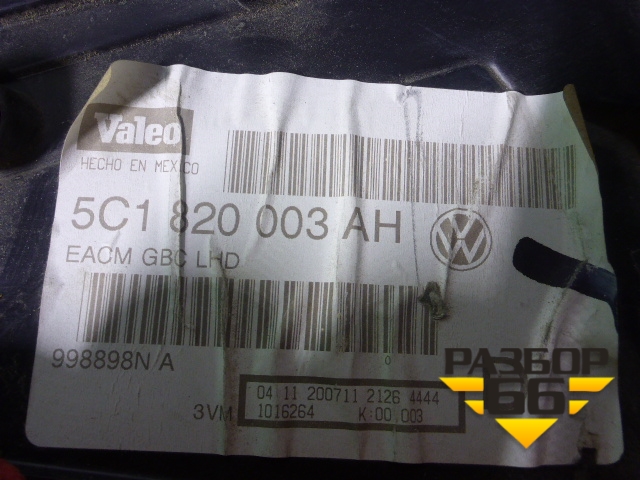 Valeo
HECHO EN MEXICO
5C1 820 003 AH
EACM GBC LHD
998898N A
3VM
04 11 200711 2126 4444
1016264 K:00.003
РАЗБОР
66